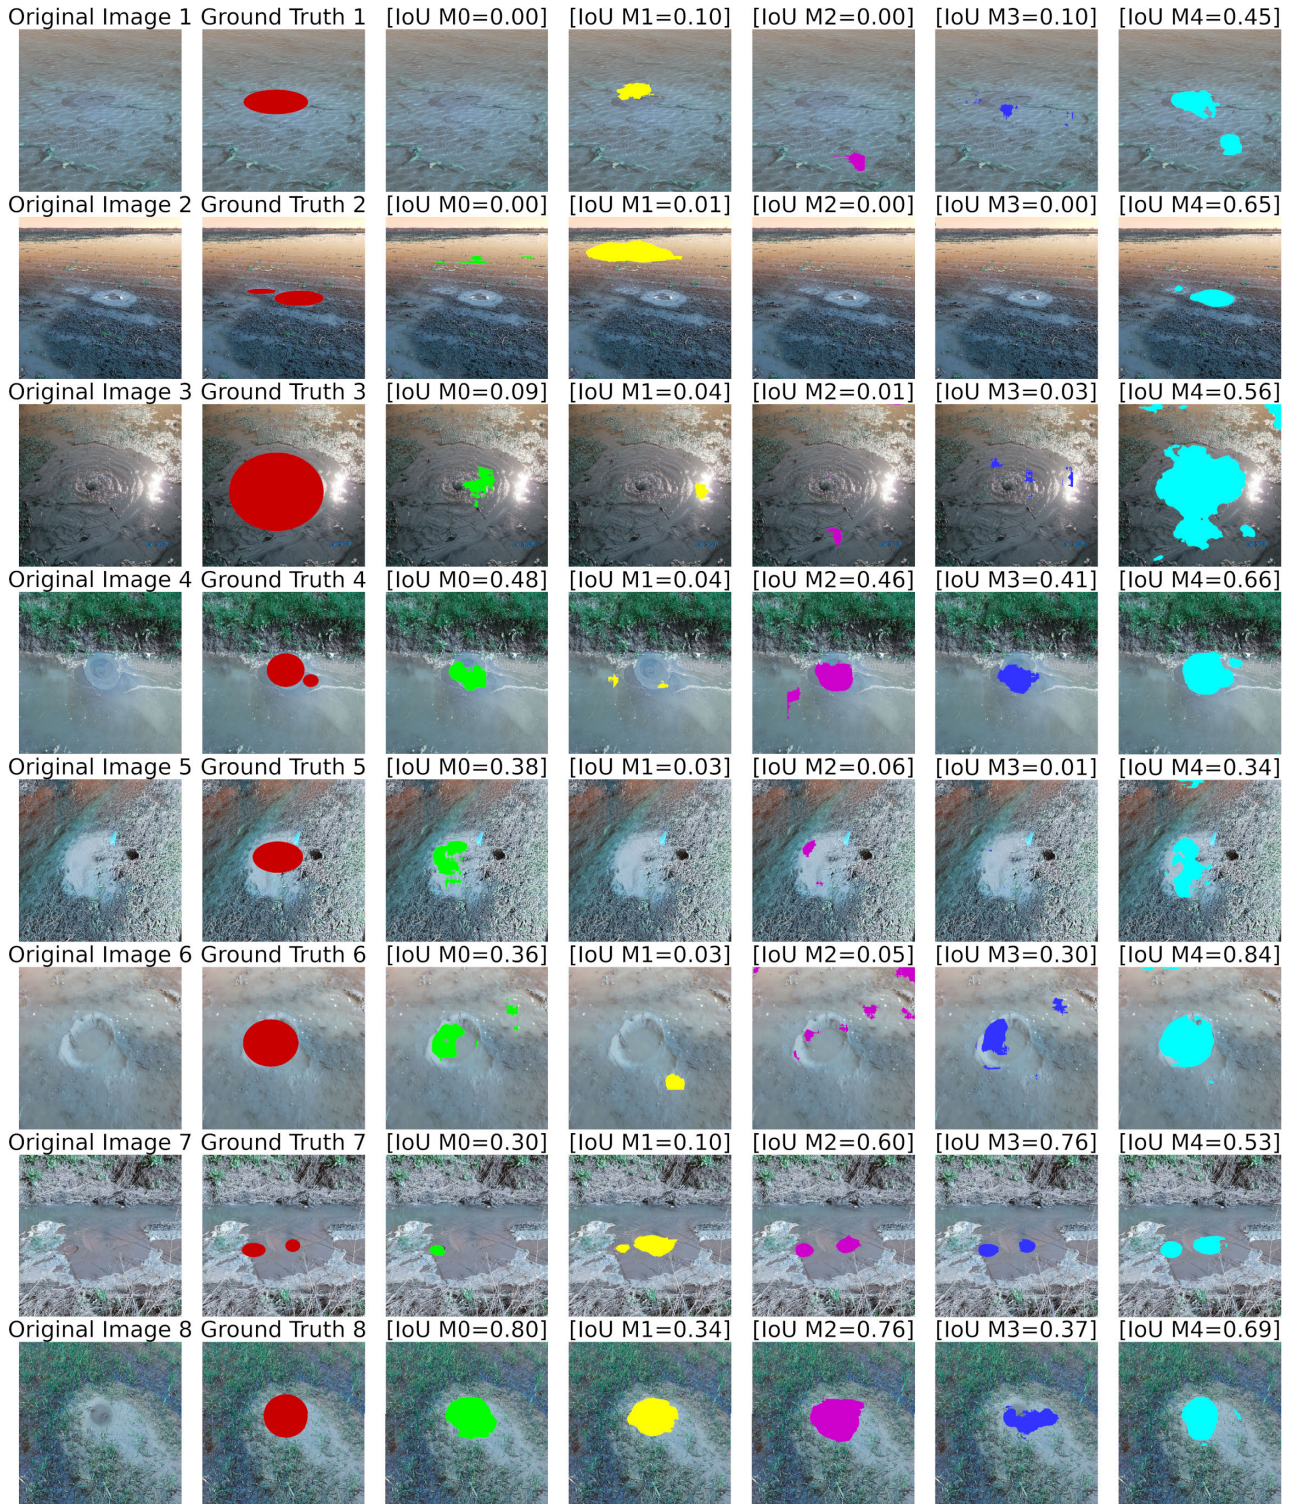 Original Image 1 Ground Truth 1 [IoU M0=0.00] [IoU M1=0.10] [IoU M2=0.00] [IoU M3=0.10] [IoU M4=0.45]
Original Image 2 Ground Truth 2 [IoU M0=0.00] [IoU M1=0.01] [IoU M2=0.00] [IoU M3=0.00] [IoU M4=0.65]
Original Image 3 Ground Truth 3 [IoU M0=0.09] [IoU M1=0.04] [IoU M2=0.01] [IoU M3=0.03] [IoU M4=0.56]
Original Image 4 Ground Truth 4 [IoU M0=0.48] [IoU M1=0.04] [IoU M2=0.46] [IoU M3=0.41] [IoU M4=0.66]
Original Image 5 Ground Truth 5 [IoU M0=0.38] [IoU M1=0.03] [IoU M2=0.06] [IoU M3=0.01] [IoU M4=0.34]
Original Image 6 Ground Truth 6 [IoU M0=0.36] [IoU M1=0.03] [IoU M2=0.05] [IoU M3=0.30] [IoU M4=0.84]
Original Image 7 Ground Truth 7 [IoU M0=0.30] [IoU M1=0.10] [IoU M2=0.60] [IoU M3=0.76] [IoU M4=0.53]
Original Image 8 Ground Truth 8 [IoU M0=0.80] [IoU M1=0.34] [IoU M2=0.76] [IoU M3=0.37] [IoU M4=0.69]